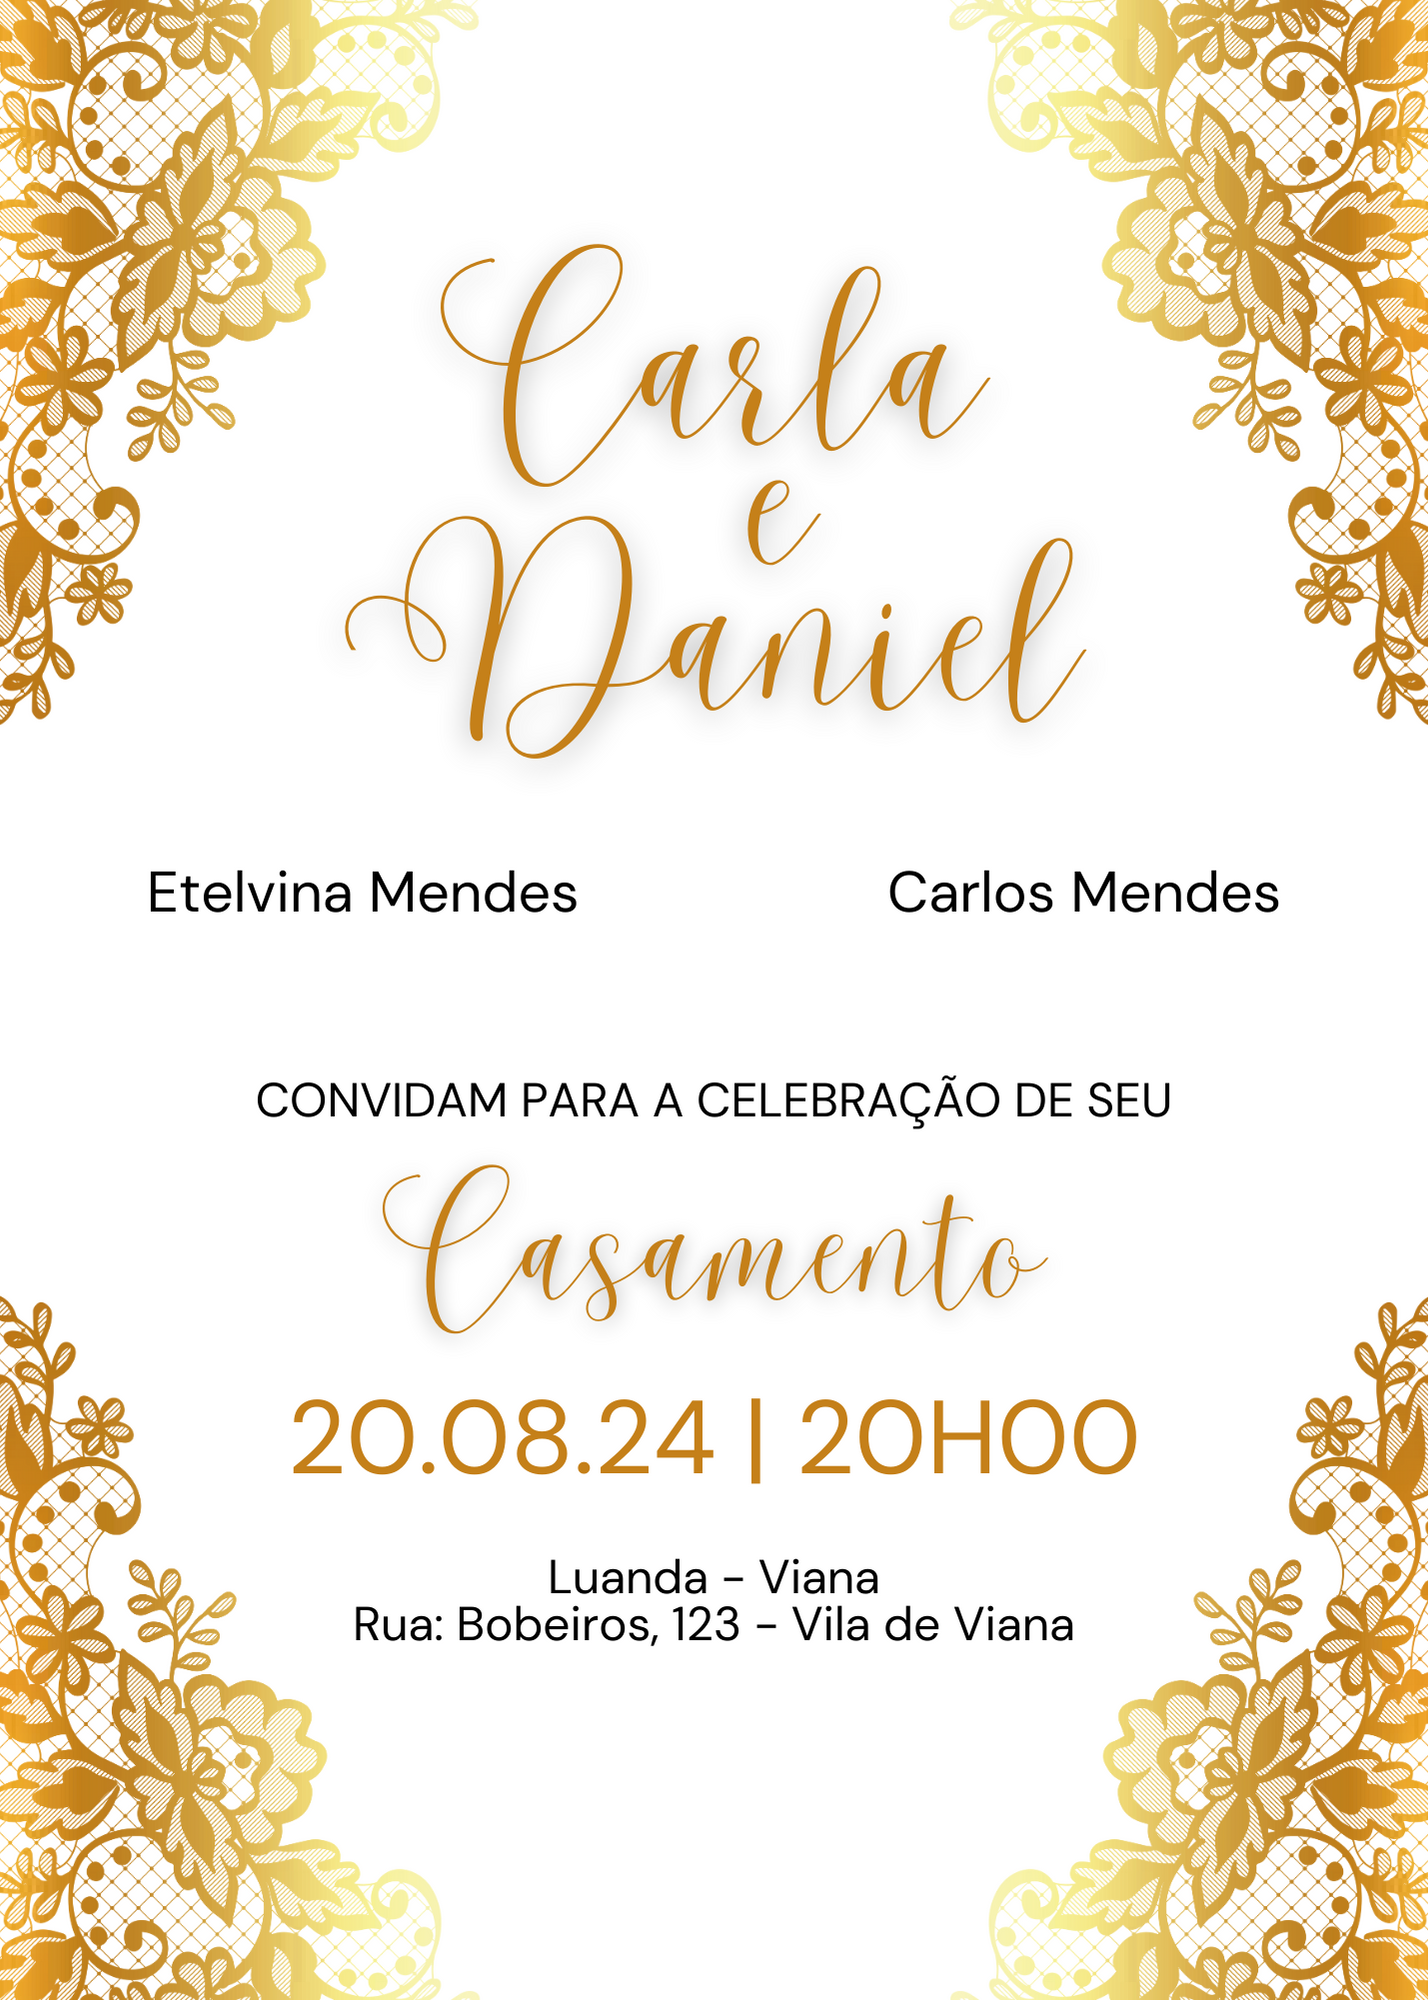 Carla
e
Daniel
Etelvina Mendes
Carlos Mendes
CONVIDAM PARA A CELEBRAÇÃO DE SEU
Casamento
20.08.24 | 20H00
Luanda - Viana
Rua: Bobeiros, 123 - Vila de Viana